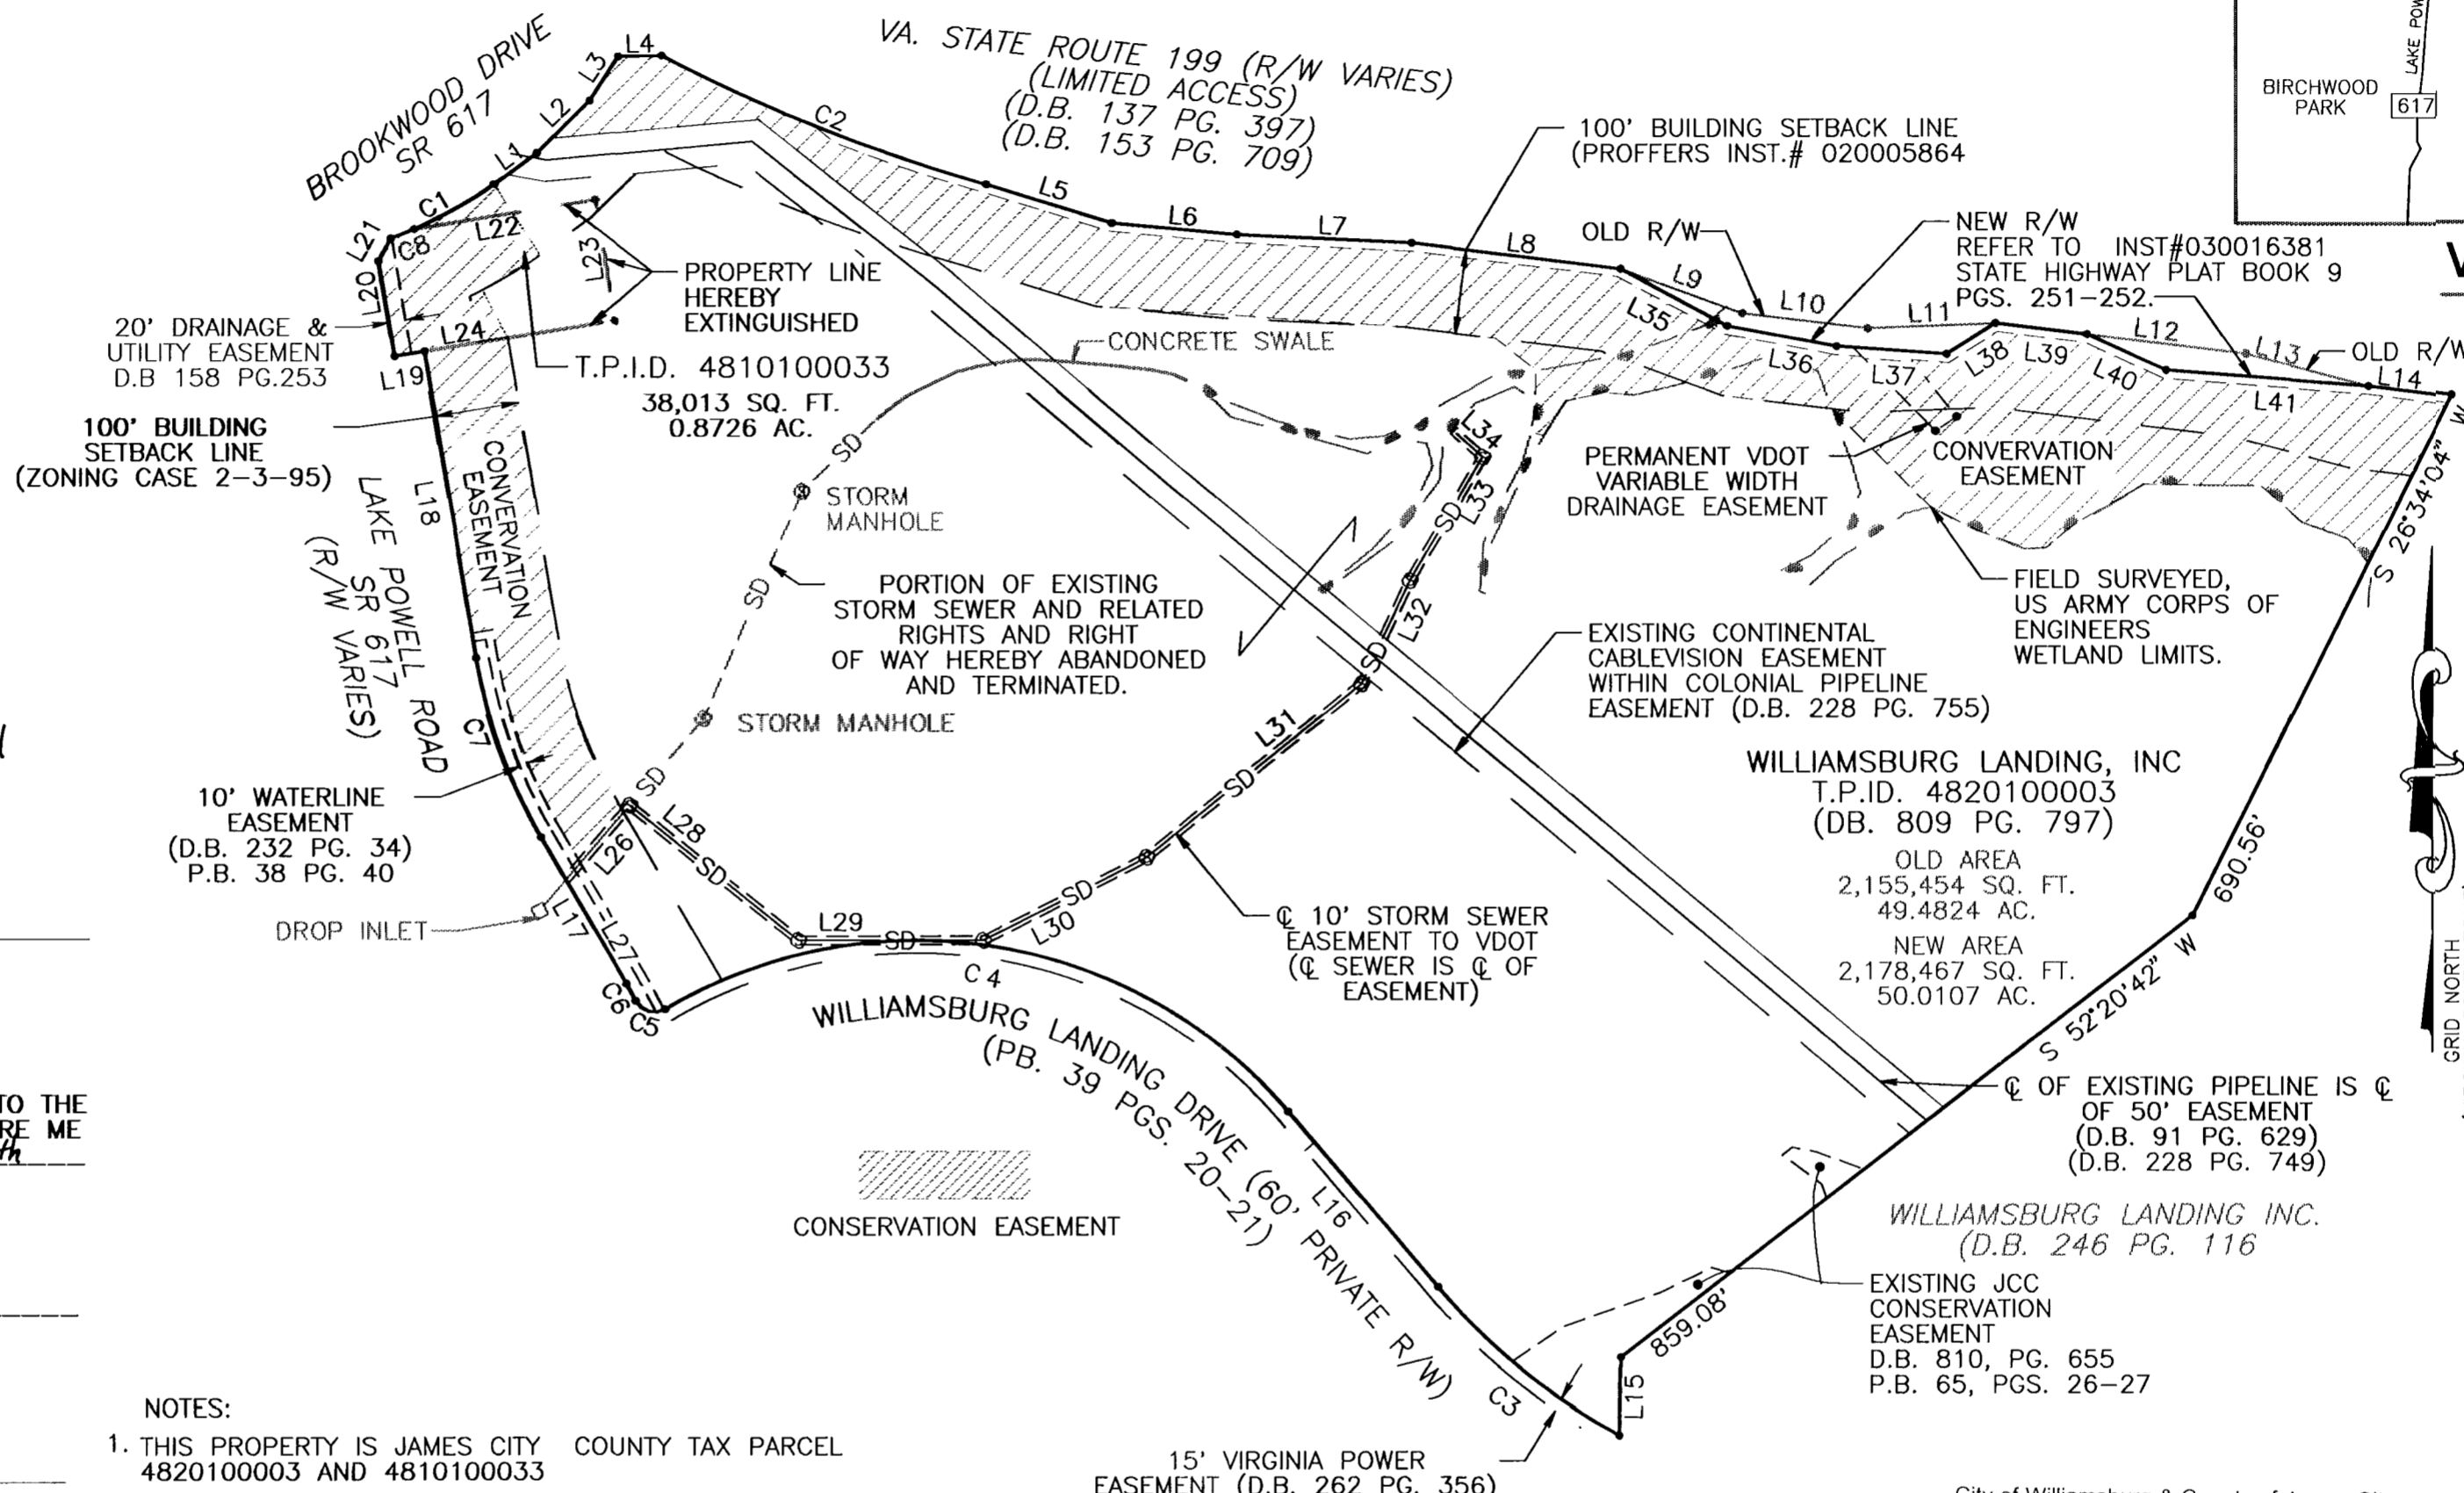 BROOKWOOD DRIVE
SR 617
VA. STATE ROUTE 199 (R/W VARIES)
(LIMITED ACCESS)
(D.B. 137 PG. 397)
(D.B. 153 PG. 709)
100' BUILDING SETBACK LINE
(PROFFERS INST.# 020005864
BIRCHWOOD
PARK
617
LAKE
L4
L3
L2
L1
C1
C2
L5
L6
L7
L8
L9
L10
L11
L12
L13
L14
L21
C8
L22
L23
L20
L24
L19
L35
L36
L37
L38
L39
L40
L41
OLD R/W
NEW R/W
REFER TO INST#030016381
STATE HIGHWAY PLAT BOOK 9
PGS. 251-252.
OLD R/W
PROPERTY LINE
HEREBY
EXTINGUISHED
20' DRAINAGE &
UTILITY EASEMENT
D.B 158 PG.253
T.P.I.D. 4810100033
38,013 SQ. FT.
0.8726 AC.
CONCRETE SWALE
100' BUILDING
SETBACK LINE
(ZONING CASE 2-3-95)
CONVERVATION
EASEMENT
L18
LAKE POWELL ROAD
SR 617
(R/W VARIES)
SD
STORM
MANHOLE
SD
L34
L33
SD
L32
SD
PERMANENT VDOT
VARIABLE WIDTH
DRAINAGE EASEMENT
CONVERVATION
EASEMENT
S 26°34'04" W
690.56'
PORTION OF EXISTING
STORM SEWER AND RELATED
RIGHTS AND RIGHT
OF WAY HEREBY ABANDONED
AND TERMINATED.
FIELD SURVEYED,
US ARMY CORPS OF
ENGINEERS
WETLAND LIMITS.
EXISTING CONTINENTAL
CABLEVISION EASEMENT
WITHIN COLONIAL PIPELINE
EASEMENT (D.B. 228 PG. 755)
STORM MANHOLE
SD
C7
L31
SD
10' WATERLINE
EASEMENT
(D.B. 232 PG. 34)
P.B. 38 PG. 40
WILLIAMSBURG LANDING, INC
T.P.ID. 4820100003
(DB. 809 PG. 797)
OLD AREA
2,155,454 SQ. FT.
49.4824 AC.
NEW AREA
2,178,467 SQ. FT.
50.0107 AC.
L28
L26
SD
SD
L29
SD
L30
DROP INLET
L17
L27
C6
C5
C4
℄ 10' STORM SEWER
EASEMENT TO VDOT
(℄ SEWER IS ℄ OF
EASEMENT)
S 52°20'42" W
859.08'
GRID NORTH
WILLIAMSBURG LANDING DRIVE (60' PRIVATE R/W)
(PB. 39 PGS. 20-21)
℄ OF EXISTING PIPELINE IS ℄
OF 50' EASEMENT
(D.B. 91 PG. 629)
(D.B. 228 PG. 749)
TO THE
RE ME
th
CONSERVATION EASEMENT
L16
WILLIAMSBURG LANDING INC.
(D.B. 246 PG. 116
EXISTING JCC
CONSERVATION
EASEMENT
D.B. 810, PG. 655
P.B. 65, PGS. 26-27
C3
L15
NOTES:
1. THIS PROPERTY IS JAMES CITY COUNTY TAX PARCEL
4820100003 AND 4810100033
15' VIRGINIA POWER
EASEMENT (D.B. 262 PG. 356)